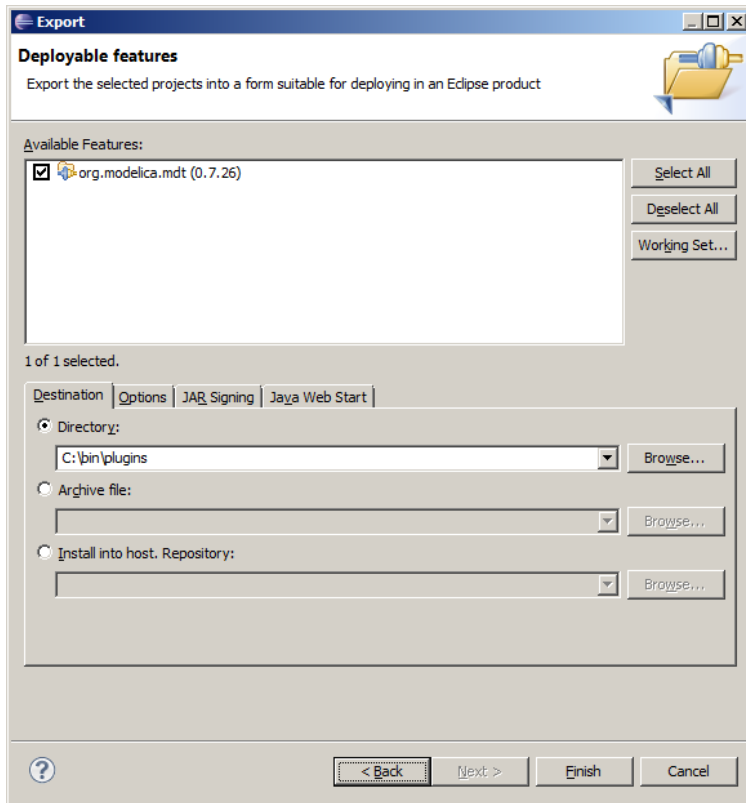 Export
Deployable features
Export the selected projects into a form suitable for deploying in an Eclipse product
Available Features:
org.modelica.mdt (0.7.26)
Select All
Deselect All
Working Set...
1 of 1 selected.
Destination Options JAR Signing Java Web Start
Directory:
C:\bin\plugins Browse...
Archive file:
Browse...
Install into host. Repository:
Browse...
? < Back Next > Finish Cancel